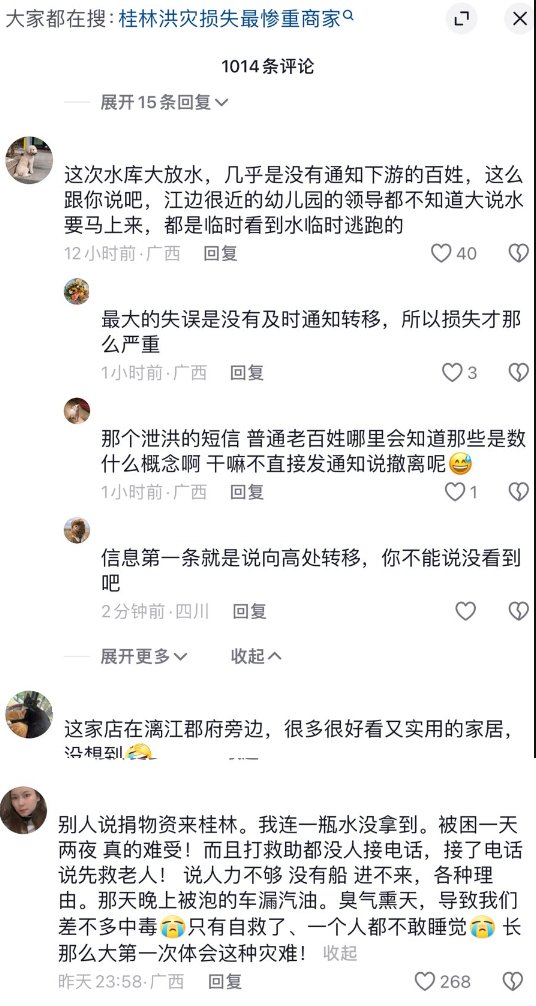 大家都在搜：桂林洪灾损失最惨重商家
1014条评论
展开15条回复
这次水库大放水，几乎是没有通知下游的百姓，这么
跟你说吧，江边很近的幼儿园的领导都不知道大说水
要马上来，都是临时看到水临时逃跑的
12小时前·广西 回复 40
最大的失误是没有及时通知转移，所以损失才那
么严重
1小时前·广西 回复 3
那个泄洪的短信 普通老百姓哪里会知道那些是数
什么概念啊 干嘛不直接发通知说撤离呢😅
1小时前·广西 回复 1
信息第一条就是说向高处转移，你不能说没看到
吧
2分钟前·四川 回复
展开更多 收起
这家店在漓江郡府旁边，很多很好看又实用的家居，
没想到🤣
别人说捐物资来桂林。我连一瓶水没拿到。被困一天
两夜 真的难受！而且打救助都没人接电话，接了电话
说先救老人！ 说人力不够 没有船 进不来，各种理
由。那天晚上被泡的车漏汽油。臭气熏天，导致我们
差不多中毒😭只有自救了、一个人都不敢睡觉😭 长
那么大第一次体会这种灾难！ 收起
昨天 23:58·广西 回复 268